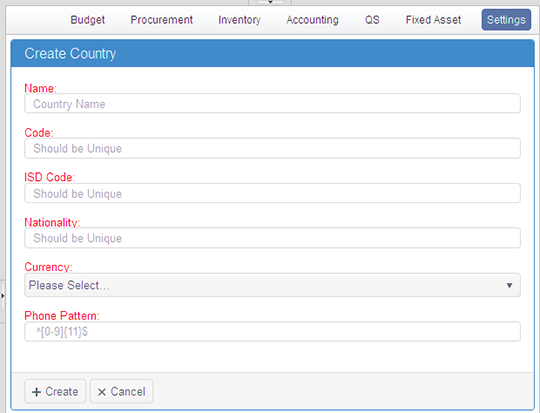 Budget Procurement Inventory Accounting QS Fixed Asset Settings
Create Country
Name:
Country Name
Code:
Should be Unique
ISD Code:
Should be Unique
Nationality:
Should be Unique
Currency:
Please Select...
Phone Pattern:
^[0-9]{11}$
+ Create × Cancel